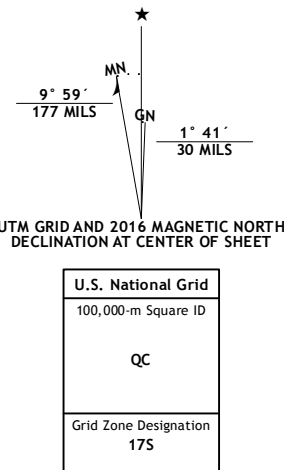 ★
MN
9° 59´
177 MILS
GN
1° 41´
30 MILS
UTM GRID AND 2016 MAGNETIC NORTH
DECLINATION AT CENTER OF SHEET
U.S. National Grid
100,000-m Square ID
QC
Grid Zone Designation
17S